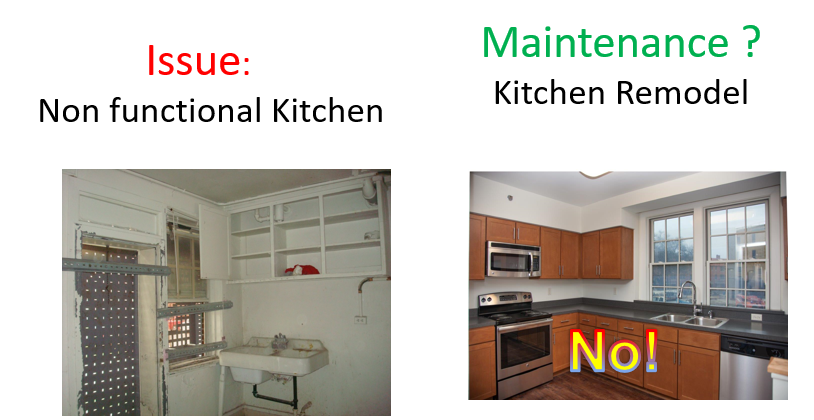 Issue:
Non functional Kitchen
Maintenance ?
Kitchen Remodel
No!